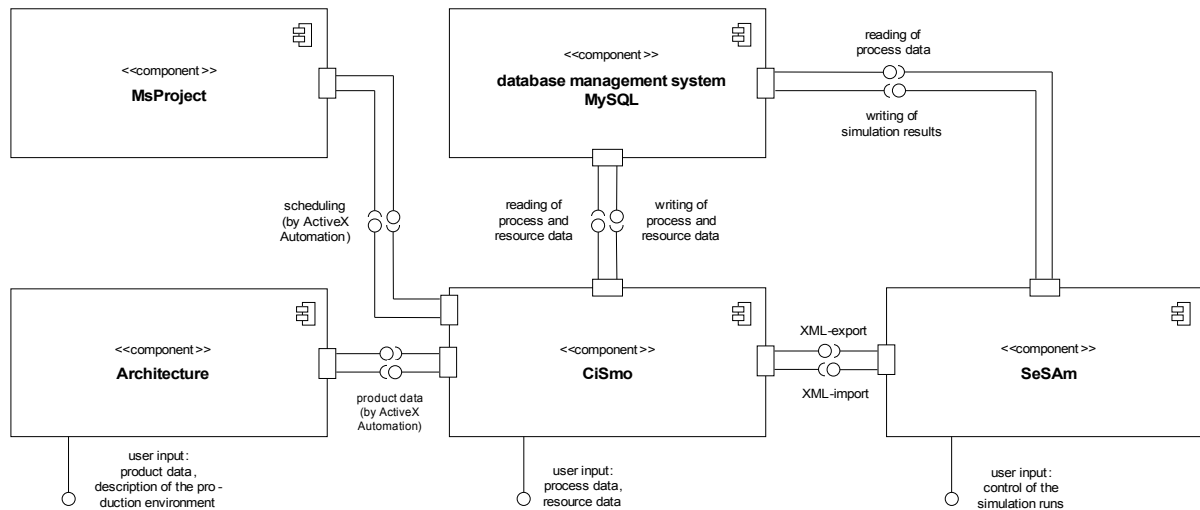 <<component>>
MsProject
<<component>>
database management system
MySQL
reading of
process data
writing of
simulation results
scheduling
(by ActiveX
Automation)
reading of
process and
resource data
writing of
process and
resource data
<<component>>
Architecture
product data
(by ActiveX
Automation)
<<component>>
CiSmo
XML-export
XML-import
<<component>>
SeSAm
user input:
product data,
description of the pro-
duction environment
user input:
process data,
resource data
user input:
control of the
simulation runs